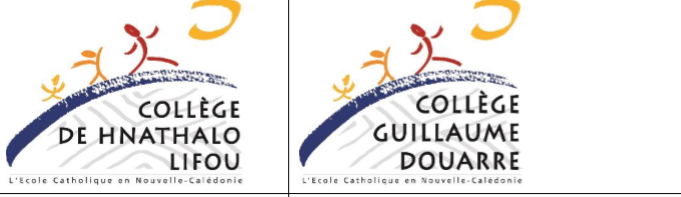 COLLÈGE
DE HNATHALO
LIFOU
L'Ecole Catholique en Nouvelle-Calédonie
COLLÈGE
GUILLAUME
DOUARRE
L'Ecole Catholique en Nouvelle-Calédonie